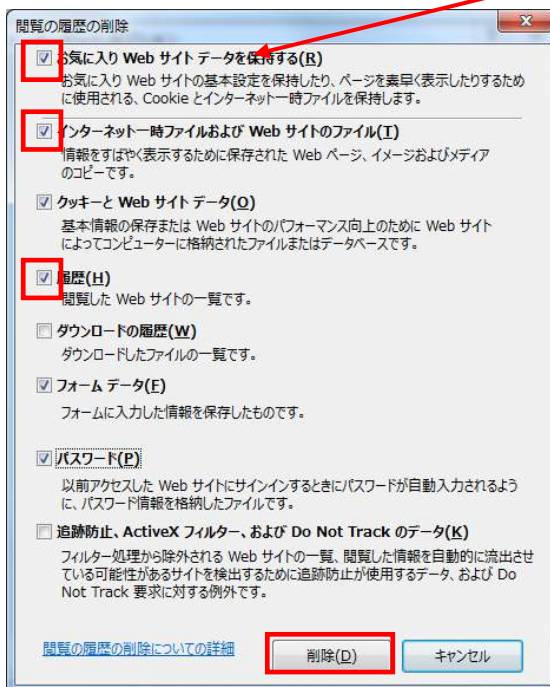 閲覧の履歴の削除
お気に入り Web サイト データを保持する(R)
お気に入り Web サイトの基本設定を保持したり、ページを素早く表示したりするため
に使用される、Cookie とインターネット一時ファイルを保持します。
インターネット一時ファイルおよび Web サイトのファイル(I)
情報をすばやく表示するために保存された Web ページ、イメージおよびメディア
のコピーです。
クッキーと Web サイト データ(O)
基本情報の保存または Web サイトのパフォーマンス向上のために Web サイト
によってコンピューターに格納されたファイルまたはデータベースです。
履歴(H)
閲覧した Web サイトの一覧です。
ダウンロードの履歴(W)
ダウンロードしたファイルの一覧です。
フォーム データ(F)
フォームに入力した情報を保存したものです。
パスワード(P)
以前アクセスした Web サイトにサインインするときにパスワードが自動入力されるよう
に、パスワード情報を格納したファイルです。
追跡防止、ActiveX フィルター、および Do Not Track のデータ(K)
フィルター処理から除外される Web サイトの一覧、閲覧した情報を自動的に流出させ
ている可能性があるサイトを検出するために追跡防止が使用するデータ、および Do
Not Track 要求に対する例外です。
閲覧の履歴の削除についての詳細
削除(D)
キャンセル